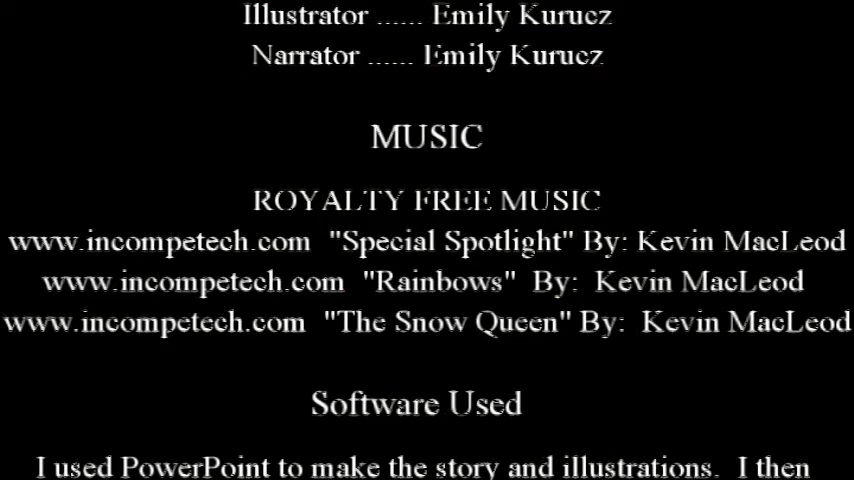 Illustrator ...... Emily Kurucz
Narrator ...... Emily Kurucz
MUSIC
ROYALTY FREE MUSIC
www.incompetech.com "Special Spotlight" By: Kevin MacLeod
www.incompetech.com "Rainbows" By: Kevin MacLeod
www.incompetech.com "The Snow Queen" By: Kevin MacLeod
Software Used
I used PowerPoint to make the story and illustrations. I then